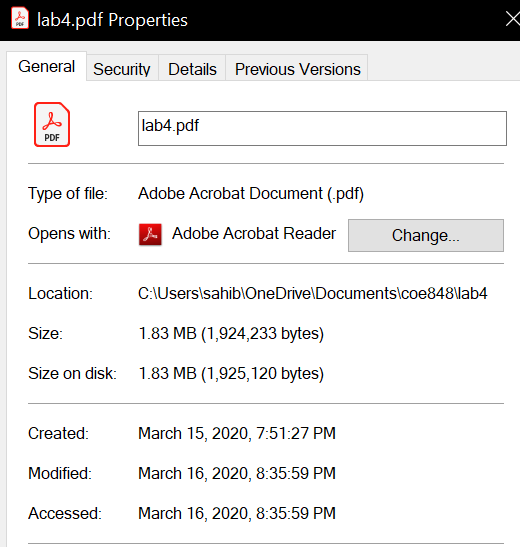 lab4.pdf Properties
General Security Details Previous Versions
PDF
lab4.pdf
Type of file: Adobe Acrobat Document (.pdf)
Opens with: Adobe Acrobat Reader Change...
Location: C:\Users\sahib\OneDrive\Documents\coe848\lab4
Size: 1.83 MB (1,924,233 bytes)
Size on disk: 1.83 MB (1,925,120 bytes)
Created: March 15, 2020, 7:51:27 PM
Modified: March 16, 2020, 8:35:59 PM
Accessed: March 16, 2020, 8:35:59 PM